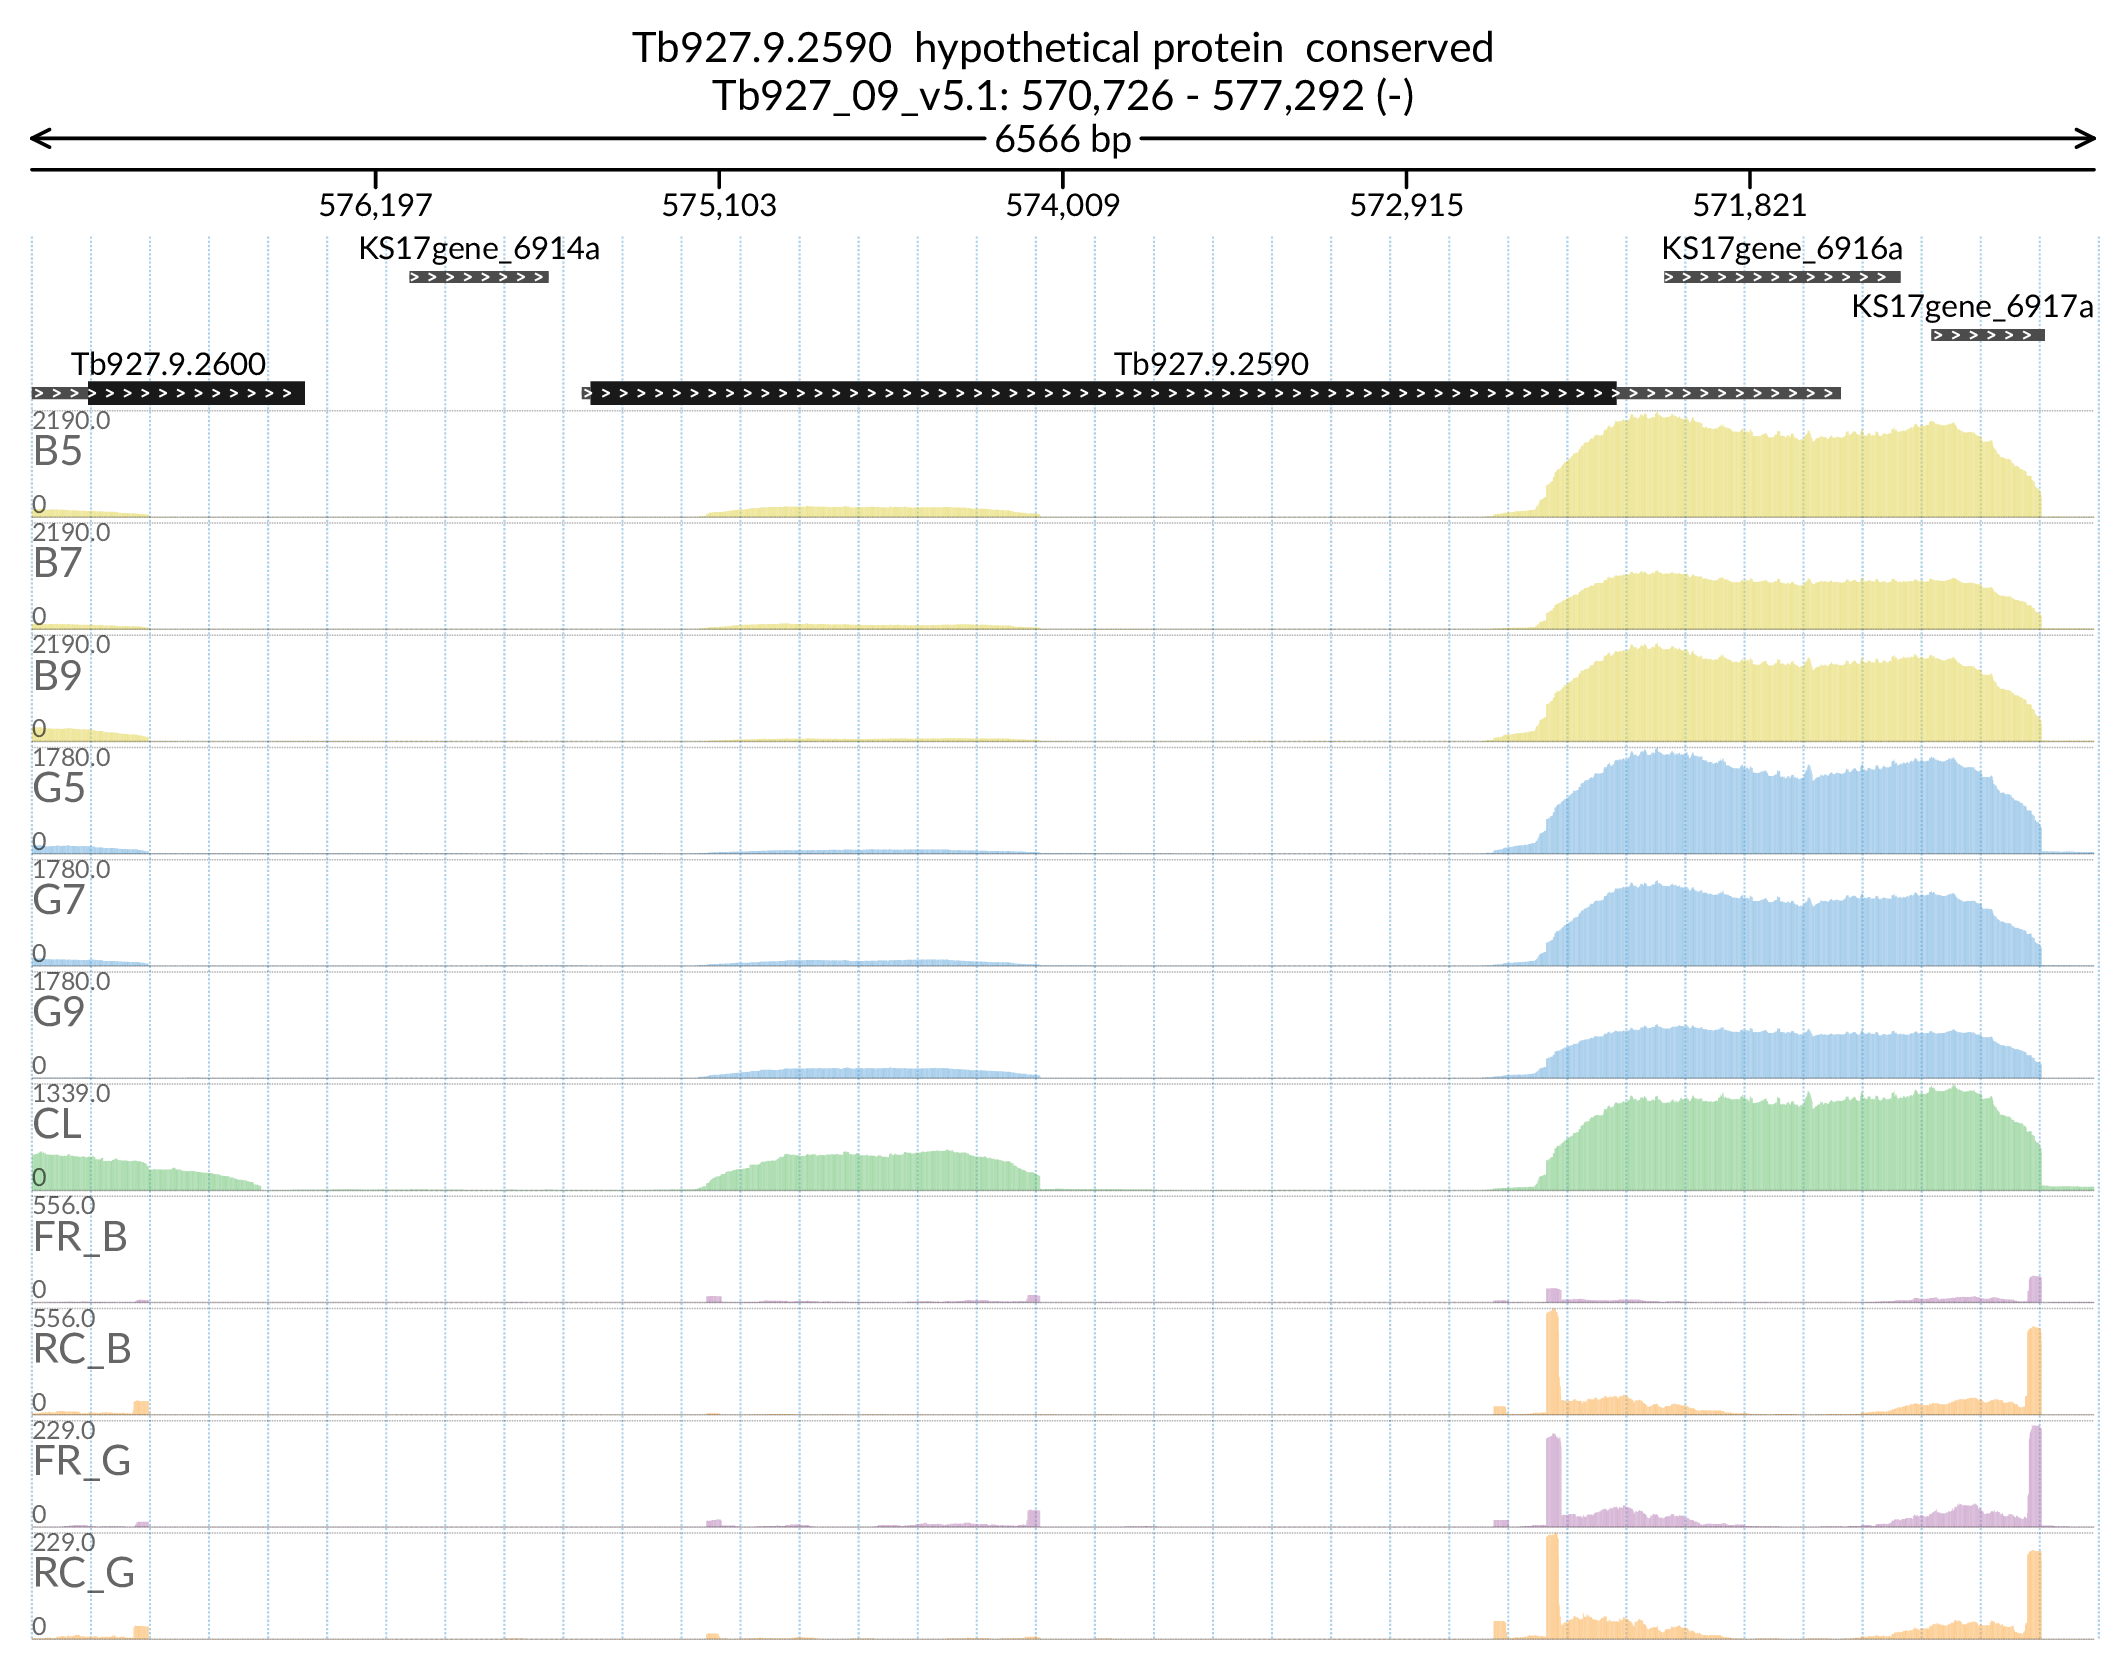 Tb927.9.2590  hypothetical protein  conserved
Tb927_09_v5.1: 570,726 - 577,292 (-)
6566 bp
576,197 575,103 574,009 572,915 571,821
KS17gene_6914a KS17gene_6916a
KS17gene_6917a
Tb927.9.2600 Tb927.9.2590
2190.0
B5
0
2190.0
B7
0
2190.0
B9
0
1780.0
G5
0
1780.0
G7
0
1780.0
G9
0
1339.0
CL
0
556.0
FR_B
0
556.0
RC_B
0
229.0
FR_G
0
229.0
RC_G
0